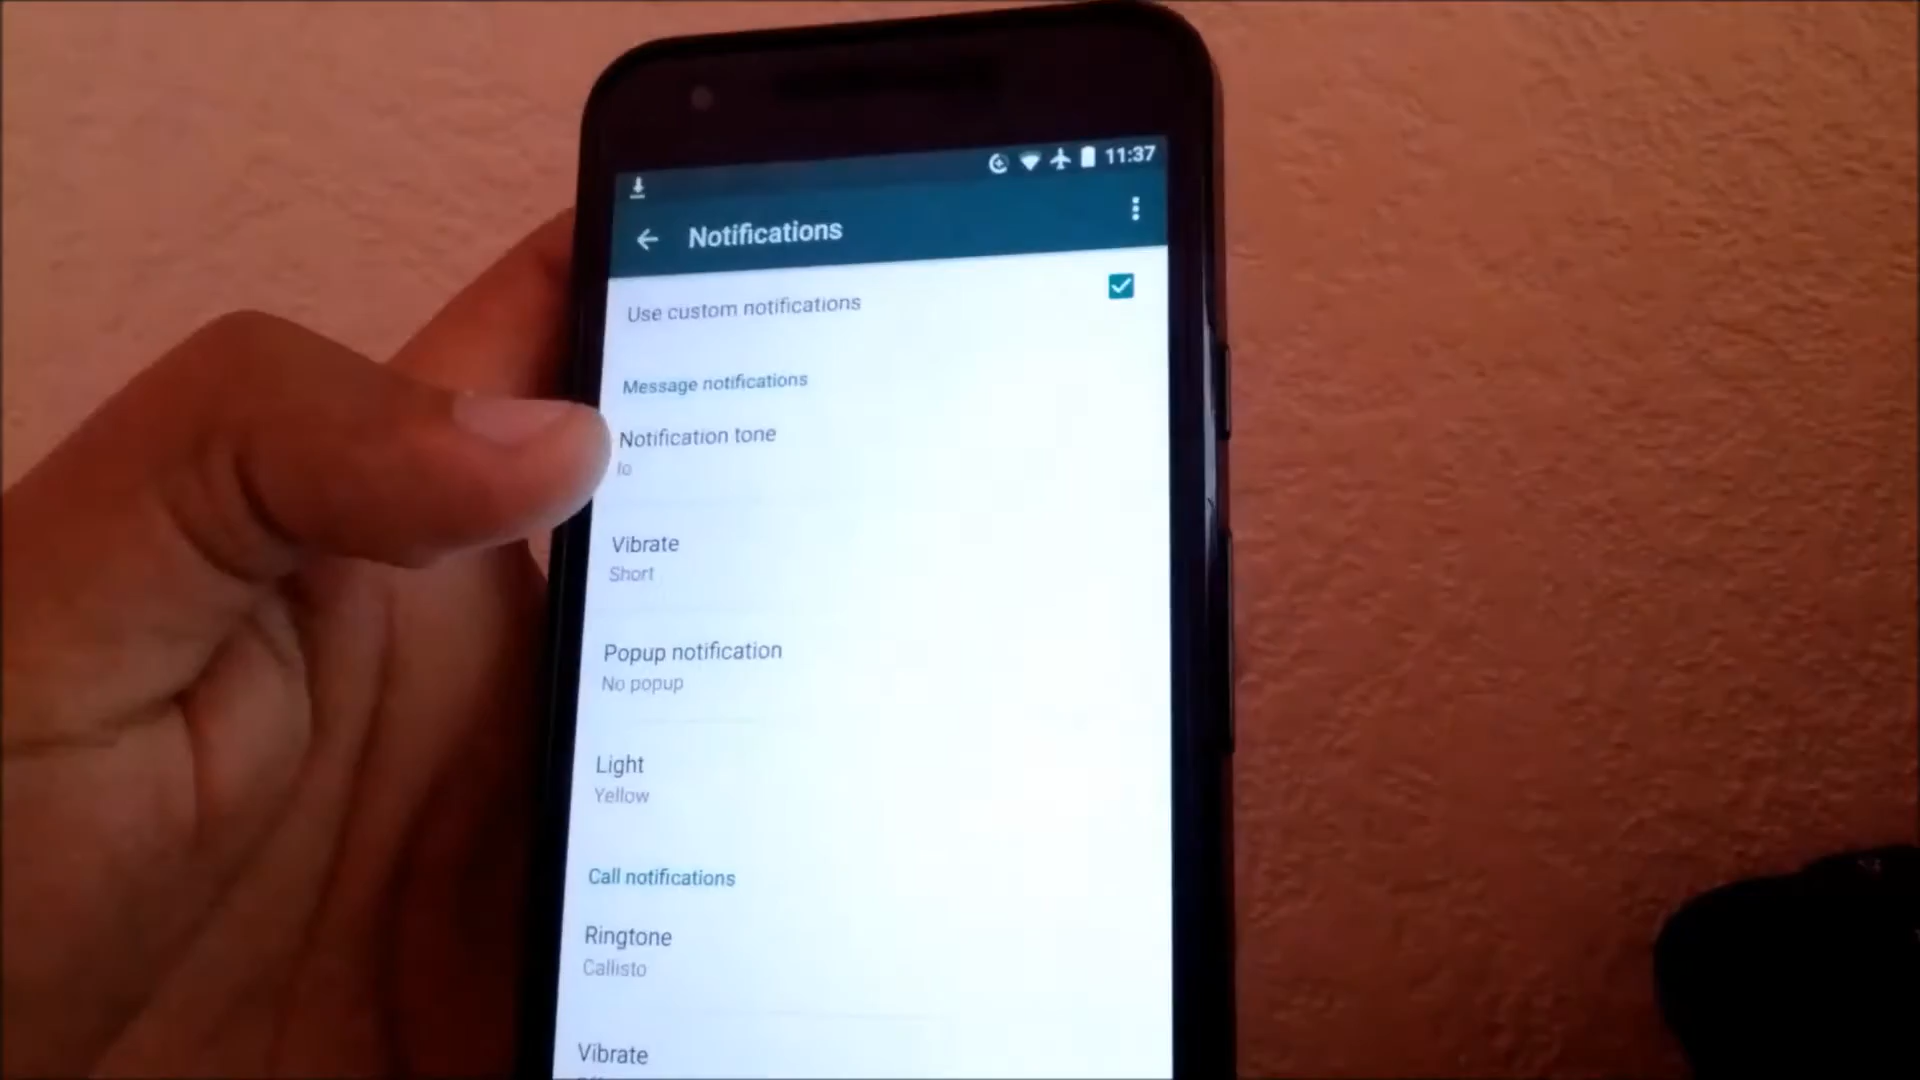 11:37
Notifications
Use custom notifications
Message notifications
Notification tone
Io
Vibrate
Short
Popup notification
No popup
Light
Yellow
Call notifications
Ringtone
Callisto
Vibrate